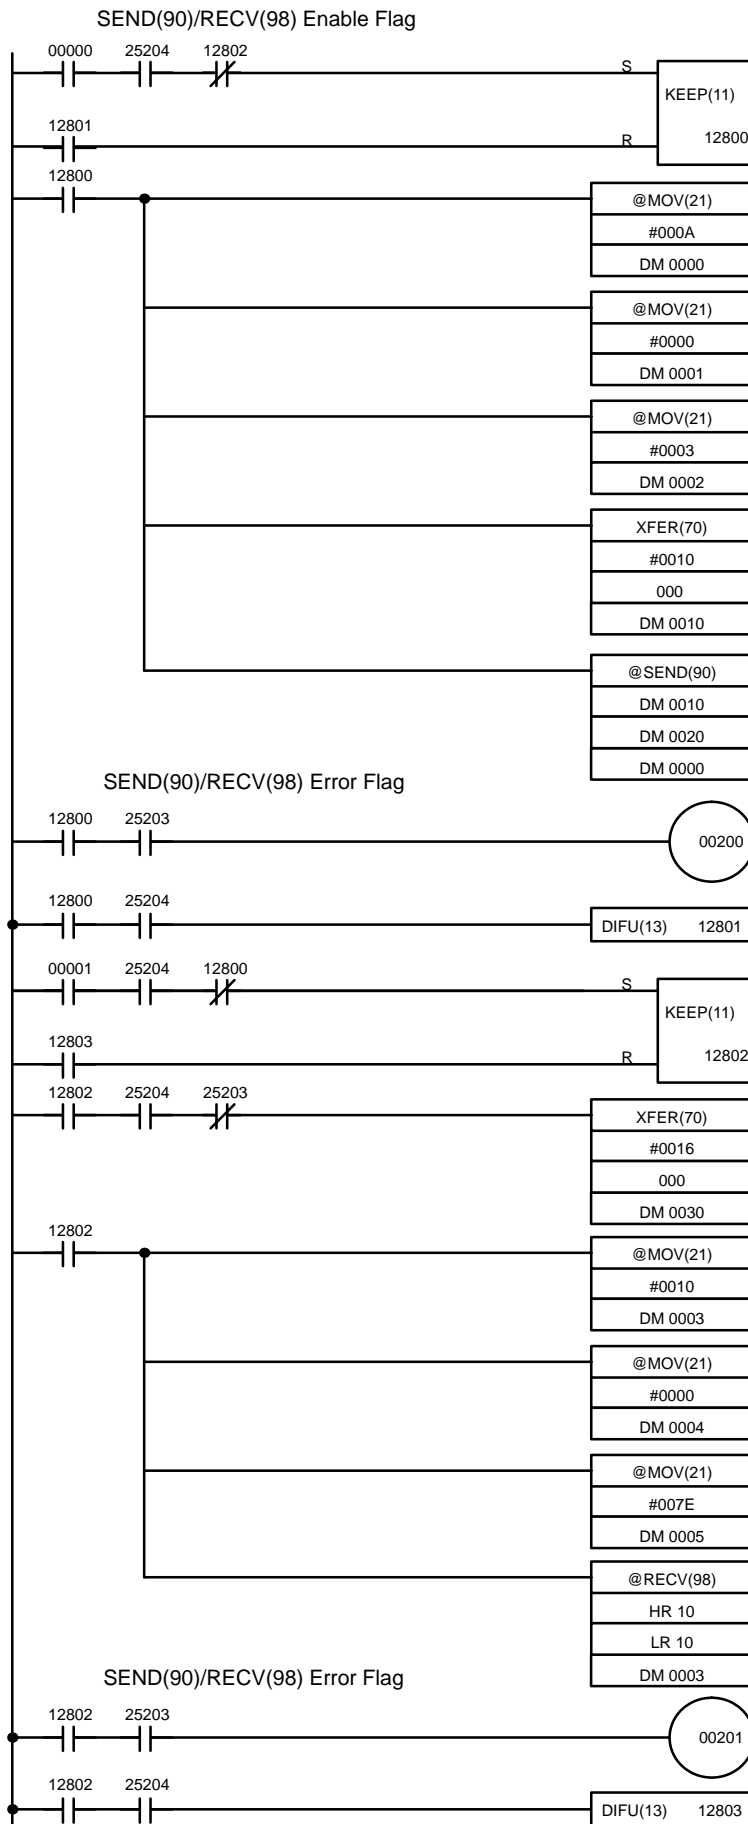 SEND(90)/RECV(98) Enable Flag
00000 25204 12802
S
KEEP(11)
12800
12801
R
12800
@MOV(21)
#000A
DM 0000
@MOV(21)
#0000
DM 0001
@MOV(21)
#0003
DM 0002
XFER(70)
#0010
000
DM 0010
@SEND(90)
DM 0010
DM 0020
DM 0000
SEND(90)/RECV(98) Error Flag
12800 25203
00200
12800 25204
DIFU(13) 12801
00001 25204 12800
S
KEEP(11)
12802
12803
R
12802 25204 25203
XFER(70)
#0016
000
DM 0030
12802
@MOV(21)
#0010
DM 0003
@MOV(21)
#0000
DM 0004
@MOV(21)
#007E
DM 0005
@RECV(98)
HR 10
LR 10
DM 0003
SEND(90)/RECV(98) Error Flag
12802 25203
00201
12802 25204
DIFU(13) 12803